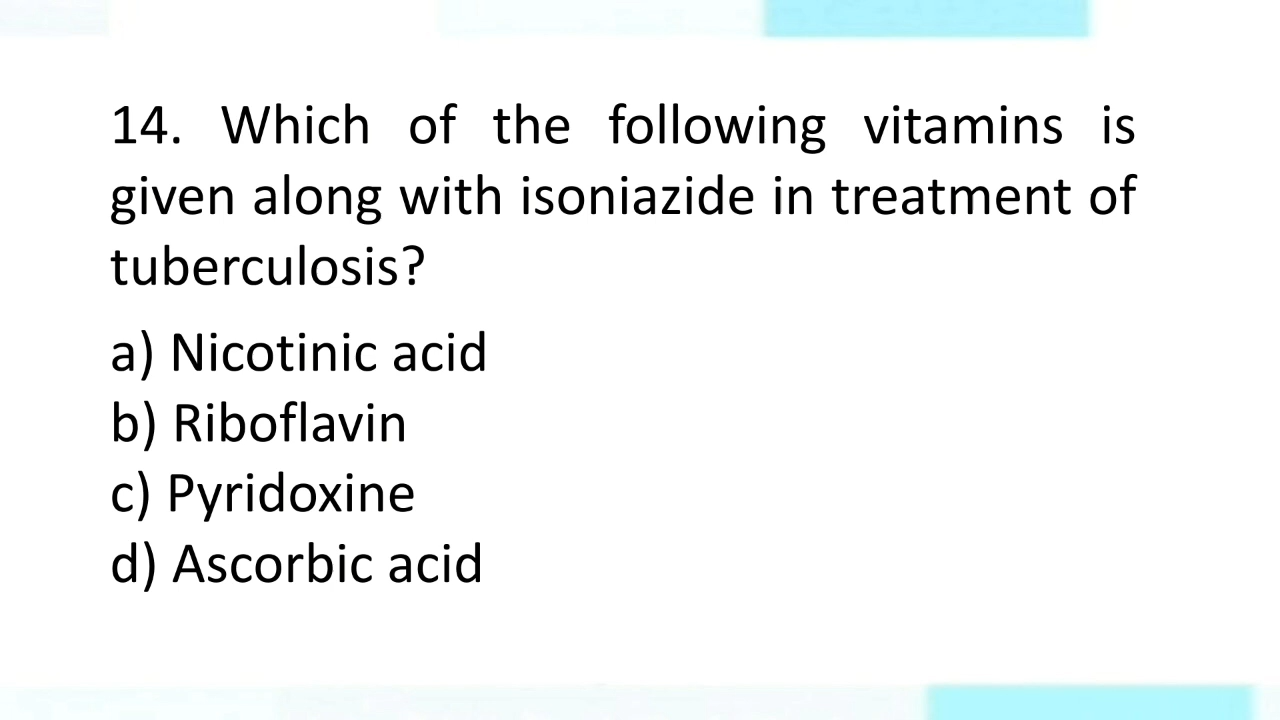 14. Which of the following vitamins is
given along with isoniazide in treatment of
tuberculosis?
a) Nicotinic acid
b) Riboflavin
c) Pyridoxine
d) Ascorbic acid